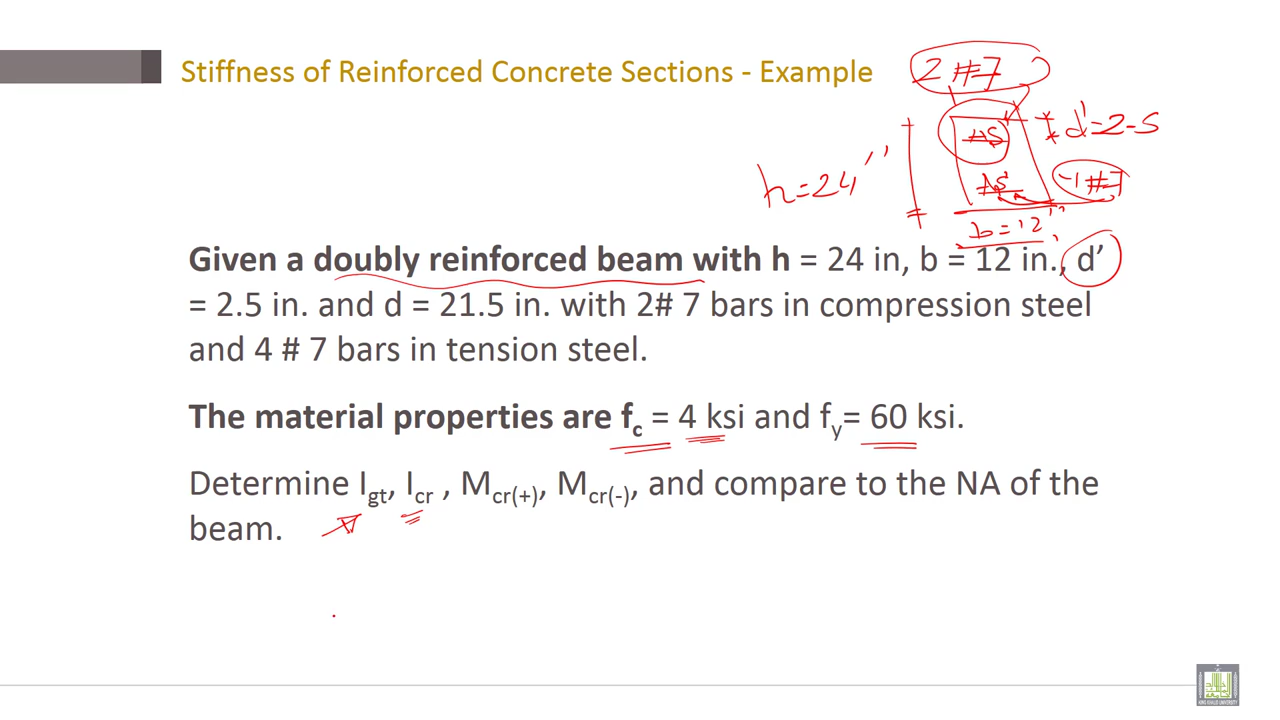 Stiffness of Reinforced Concrete Sections - Example
2 #7
d'=2-5
h=24''
As'
As
#7
b=12''
Given a doubly reinforced beam with h = 24 in, b = 12 in., d’
= 2.5 in. and d = 21.5 in. with 2# 7 bars in compression steel
and 4 # 7 bars in tension steel.
The material properties are fc = 4 ksi and fy= 60 ksi.
Determine Igt, Icr , Mcr(+), Mcr(-), and compare to the NA of the
beam.
KING KHALID UNIVERSITY